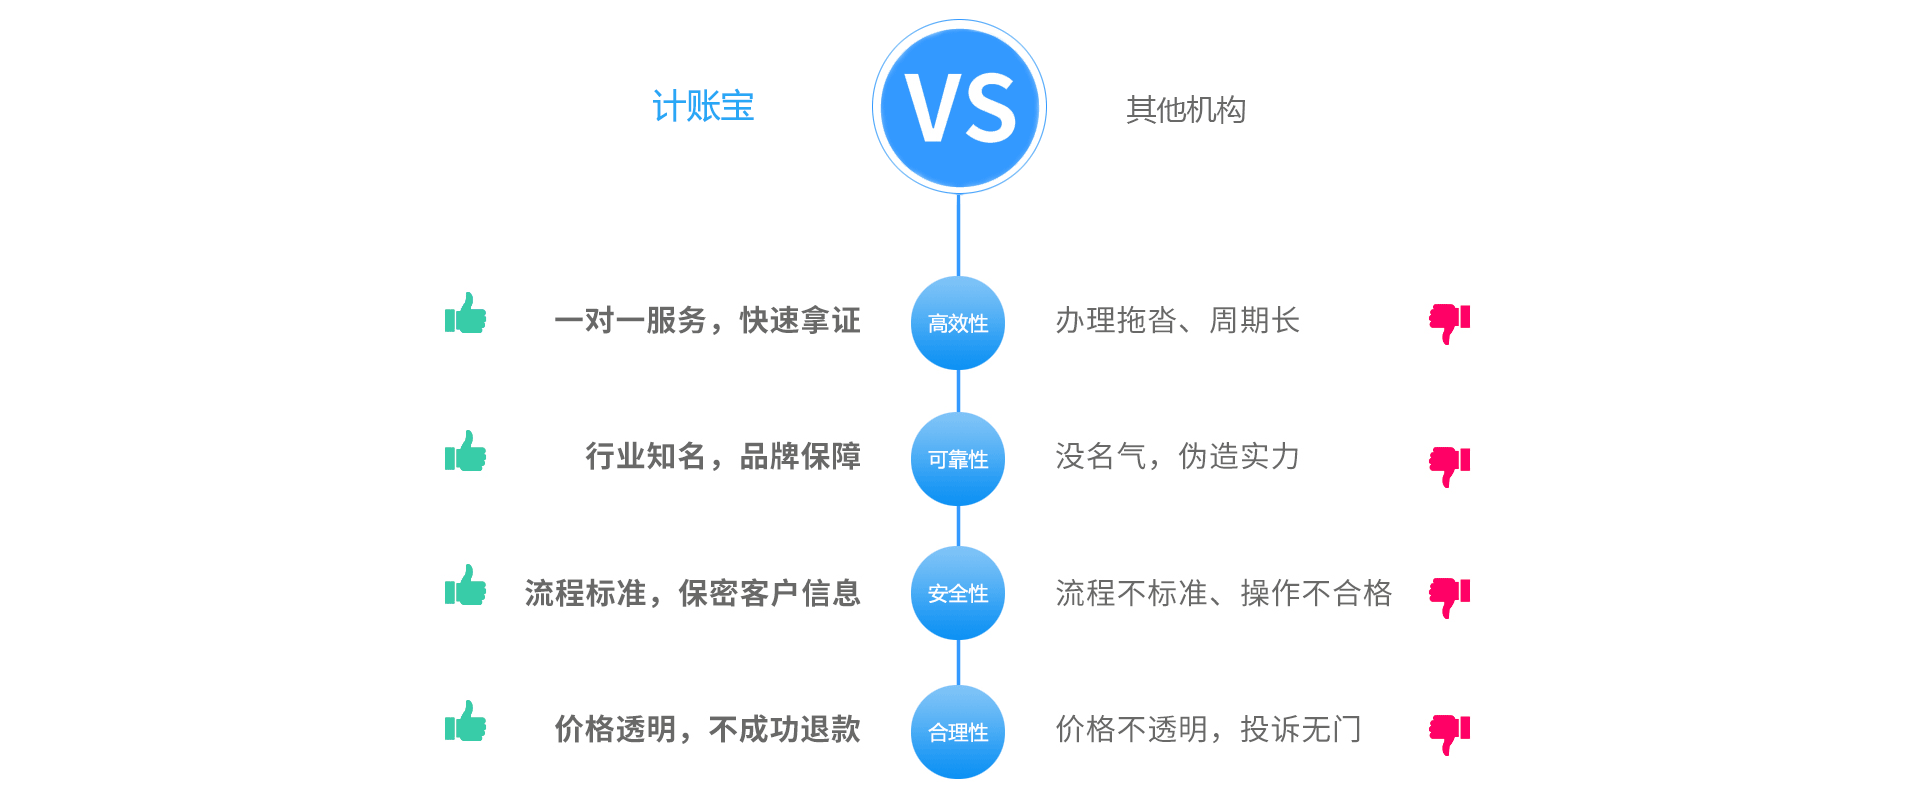 计账宝
VS
其他机构
一对一服务，快速拿证
高效性
办理拖沓、周期长
行业知名，品牌保障
可靠性
没名气，伪造实力
流程标准，保密客户信息
安全性
流程不标准、操作不合格
价格透明，不成功退款
合理性
价格不透明，投诉无门